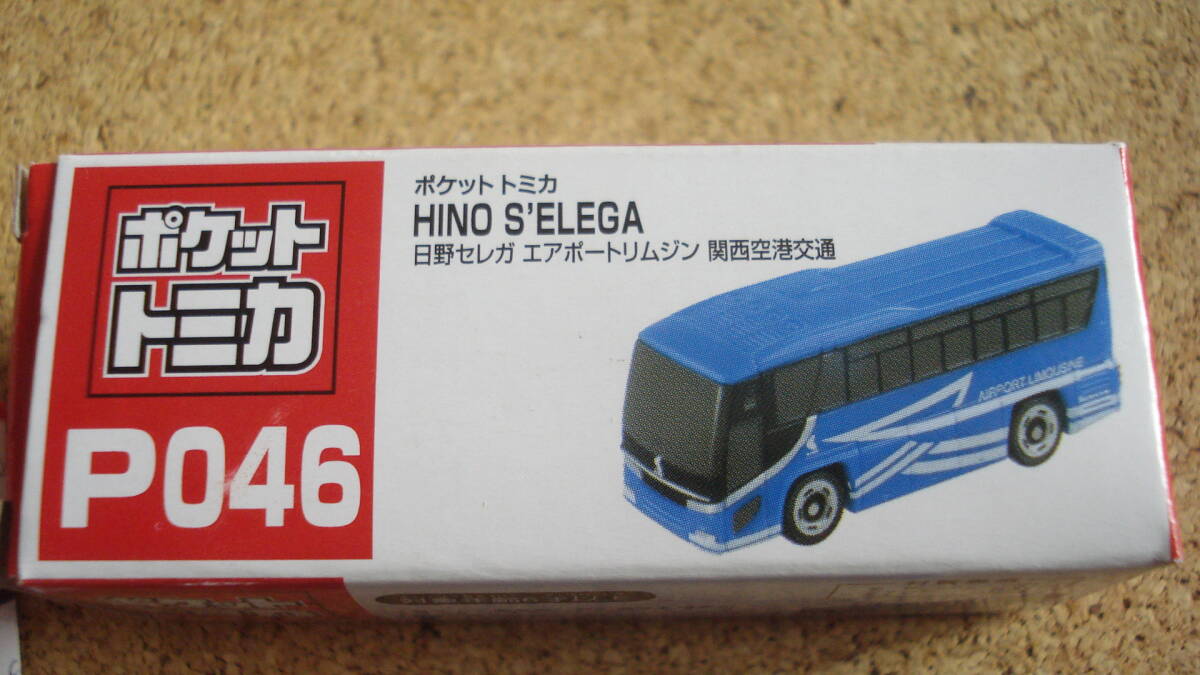 ポケット
トミカ
P046
ポケット トミカ
HINO S'ELEGA
日野セレガ エアポートリムジン 関西空港交通
AIRPORT LIMOUSINE